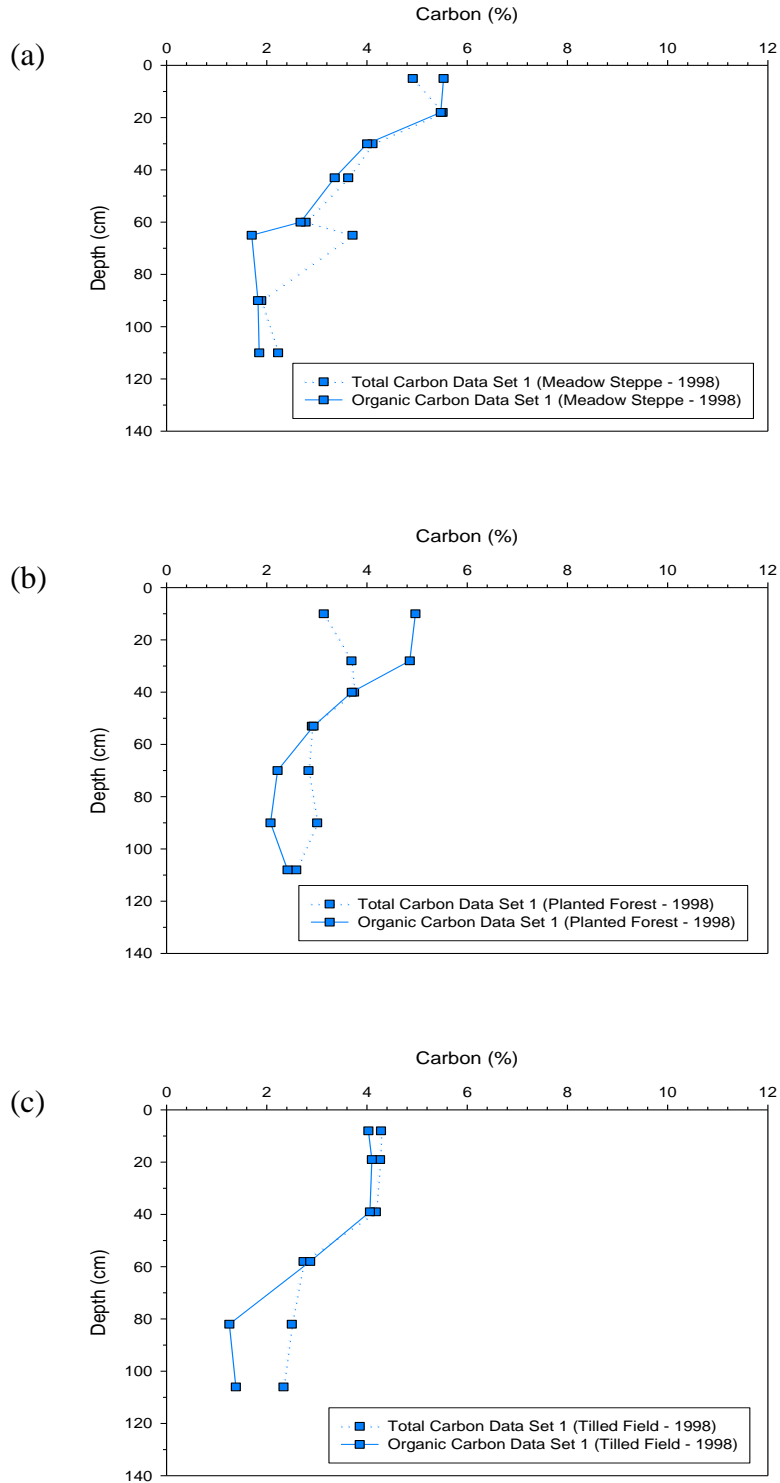 Carbon (%)
(a)
0 2 4 6 8 10 12
0
20
40
60
80
100
120
140
Depth (cm)
Total Carbon Data Set 1 (Meadow Steppe - 1998)
Organic Carbon Data Set 1 (Meadow Steppe - 1998)
Carbon (%)
(b)
0 2 4 6 8 10 12
0
20
40
60
80
100
120
140
Depth (cm)
Total Carbon Data Set 1 (Planted Forest - 1998)
Organic Carbon Data Set 1 (Planted Forest - 1998)
Carbon (%)
(c)
0 2 4 6 8 10 12
0
20
40
60
80
100
120
140
Depth (cm)
Total Carbon Data Set 1 (Tilled Field - 1998)
Organic Carbon Data Set 1 (Tilled Field - 1998)